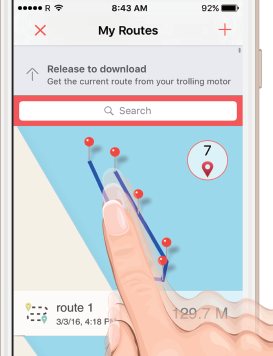 R 8:43 AM 92%
My Routes
Release to download
Get the current route from your trolling motor
Search
7
route 1
3/3/16, 4:18 PM
129.7 M